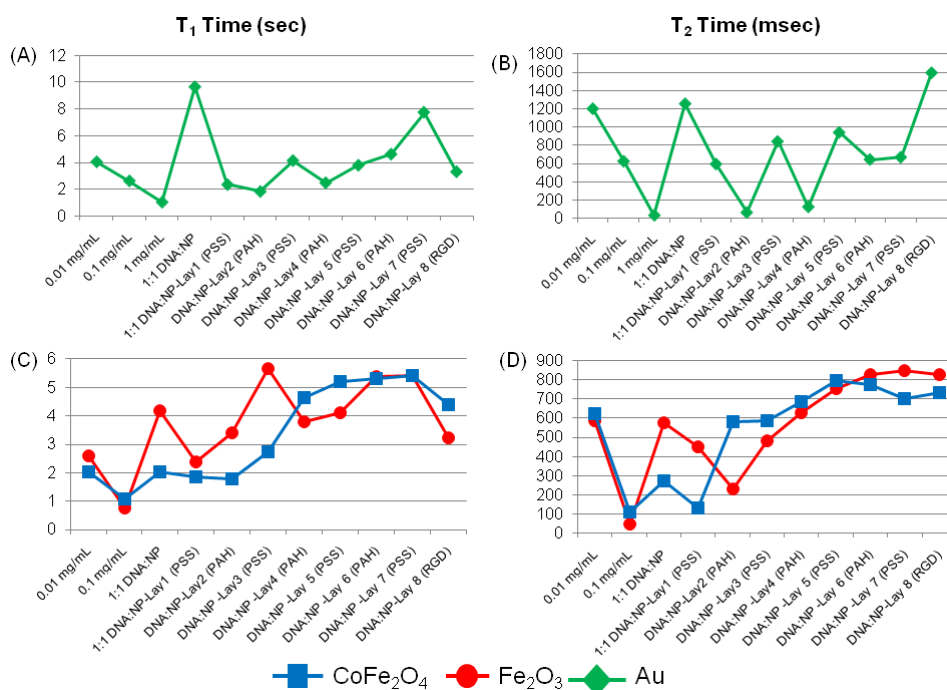 T₁ Time (sec)
T₂ Time (msec)
(A)
12
10
8
6
4
2
0
0.01 mg/mL
0.1 mg/mL
1 mg/mL
1:1 DNA:NP
1:1 DNA:NP-Lay1 (PSS)
DNA:NP-Lay2 (PAH)
DNA:NP-Lay3 (PSS)
DNA:NP-Lay4 (PAH)
DNA:NP-Lay 5 (PSS)
DNA:NP-Lay 6 (PAH)
DNA:NP-Lay 7 (PSS)
DNA:NP-Lay 8 (RGD)
(B)
1800
1600
1400
1200
1000
800
600
400
200
0
0.01 mg/mL
0.1 mg/mL
1 mg/mL
1:1 DNA:NP
1:1 DNA:NP-Lay1 (PSS)
DNA:NP-Lay2 (PAH)
DNA:NP-Lay3 (PSS)
DNA:NP-Lay4 (PAH)
DNA:NP-Lay 5 (PSS)
DNA:NP-Lay 6 (PAH)
DNA:NP-Lay 7 (PSS)
DNA:NP-Lay 8 (RGD)
(C)
6
5
4
3
2
1
0
0.01 mg/mL
0.1 mg/mL
1:1 DNA:NP
1:1 DNA:NP-Lay1 (PSS)
DNA:NP-Lay2 (PAH)
DNA:NP-Lay3 (PSS)
DNA:NP-Lay4 (PAH)
DNA:NP-Lay 5 (PSS)
DNA:NP-Lay 6 (PAH)
DNA:NP-Lay 7 (PSS)
DNA:NP-Lay 8 (RGD)
(D)
900
800
700
600
500
400
300
200
100
0
0.01 mg/mL
0.1 mg/mL
1:1 DNA:NP
1:1 DNA:NP-Lay1 (PSS)
DNA:NP-Lay2 (PAH)
DNA:NP-Lay3 (PSS)
DNA:NP-Lay4 (PAH)
DNA:NP-Lay 5 (PSS)
DNA:NP-Lay 6 (PAH)
DNA:NP-Lay 7 (PSS)
DNA:NP-Lay 8 (RGD)
CoFe₂O₄ Fe₂O₃ Au